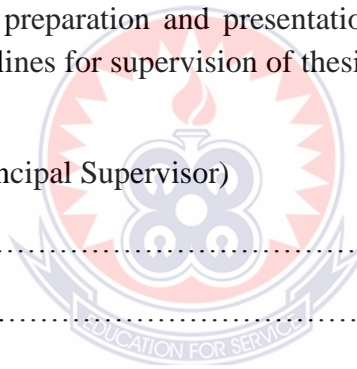 preparation and presentatio
lines for supervision of thesi
ncipal Supervisor)
……………………………………
……………………………………
EDUCATION FOR SERVICE